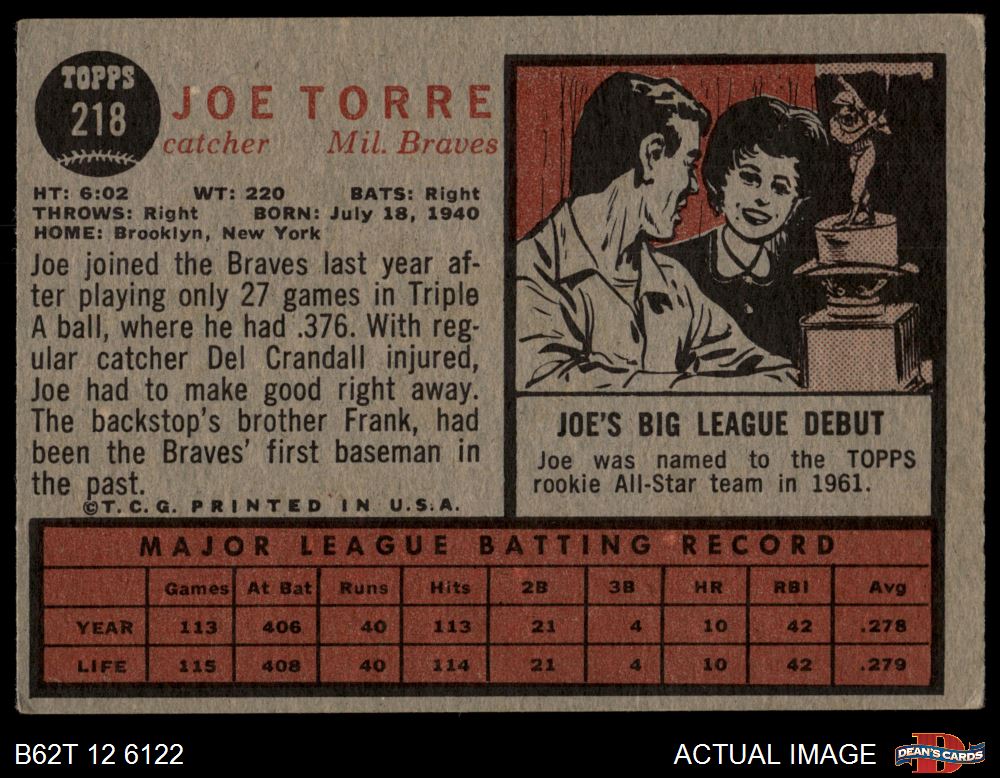 TOPPS
218
JOE TORRE
catcher Mil. Braves
HT: 6:02 WT: 220 BATS: Right
THROWS: Right BORN: July 18, 1940
HOME: Brooklyn, New York
Joe joined the Braves last year af-
ter playing only 27 games in Triple
A ball, where he had .376. With reg-
ular catcher Del Crandall injured,
Joe had to make good right away.
The backstop's brother Frank, had
been the Braves' first baseman in
the past.
©T.C.G. PRINTED IN U.S.A.
JOE'S BIG LEAGUE DEBUT
Joe was named to the TOPPS
rookie All-Star team in 1961.
MAJOR LEAGUE BATTING RECORD
Games At Bat Runs Hits 2B 3B HR RBI Avg
YEAR 113 406 40 113 21 4 10 42 .278
LIFE 115 408 40 114 21 4 10 42 .279
B62T 12 6122
ACTUAL IMAGE
D
DEAN'S CARDS